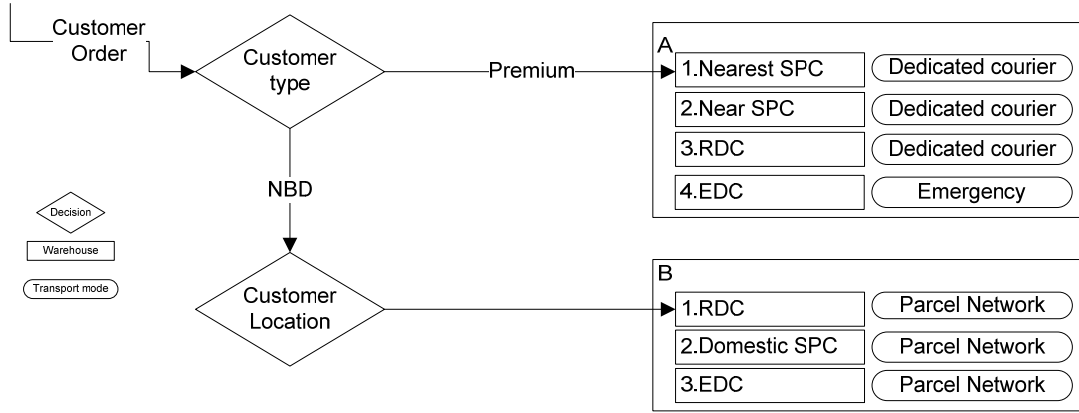 Customer
Order
Customer
type
Premium
A
1.Nearest SPC
Dedicated courier
2.Near SPC
Dedicated courier
3.RDC
Dedicated courier
4.EDC
Emergency
NBD
Decision
Warehouse
Transport mode
Customer
Location
B
1.RDC
Parcel Network
2.Domestic SPC
Parcel Network
3.EDC
Parcel Network